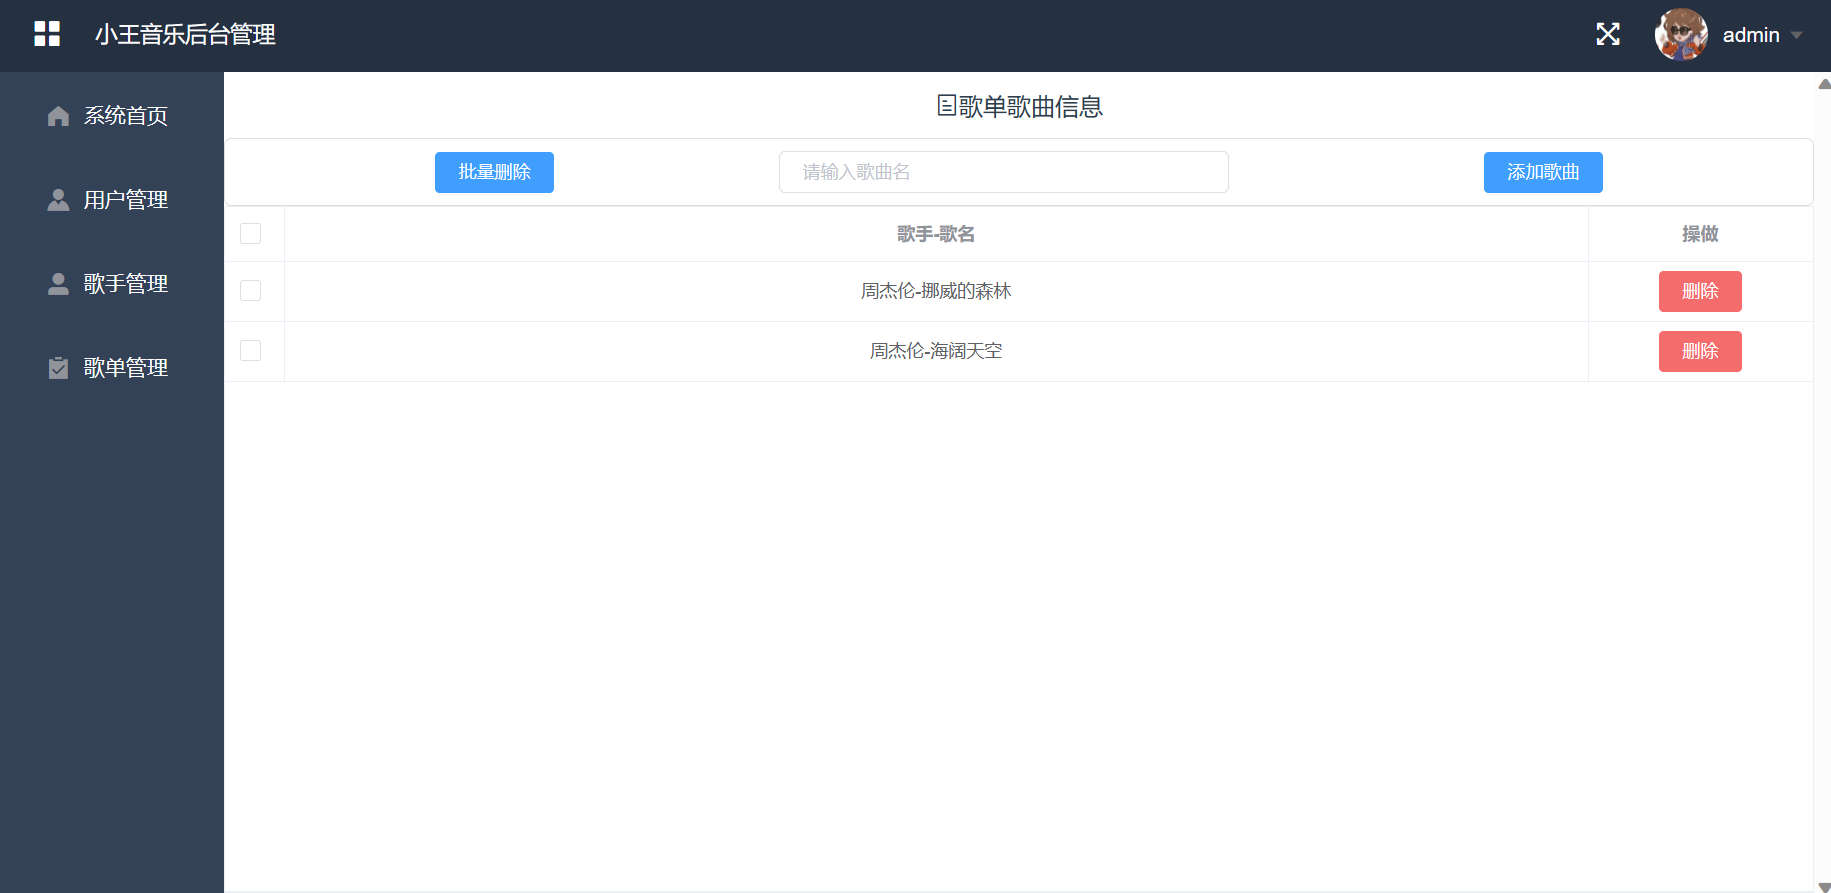 小王音乐后台管理
admin
系统首页
用户管理
歌手管理
歌单管理
歌单歌曲信息
批量删除
请输入歌曲名
添加歌曲
歌手-歌名
操做
周杰伦-挪威的森林
删除
周杰伦-海阔天空
删除